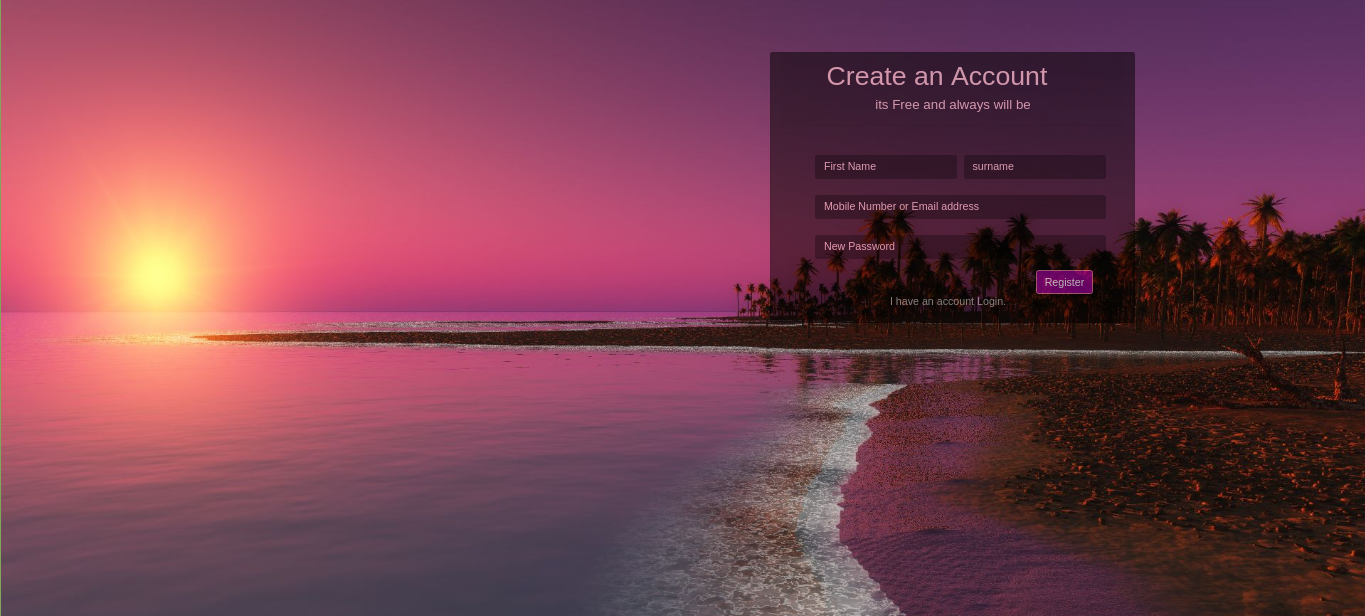 Create an Account
its Free and always will be
First Name surname
Mobile Number or Email address
New Password
Register
I have an account Login.